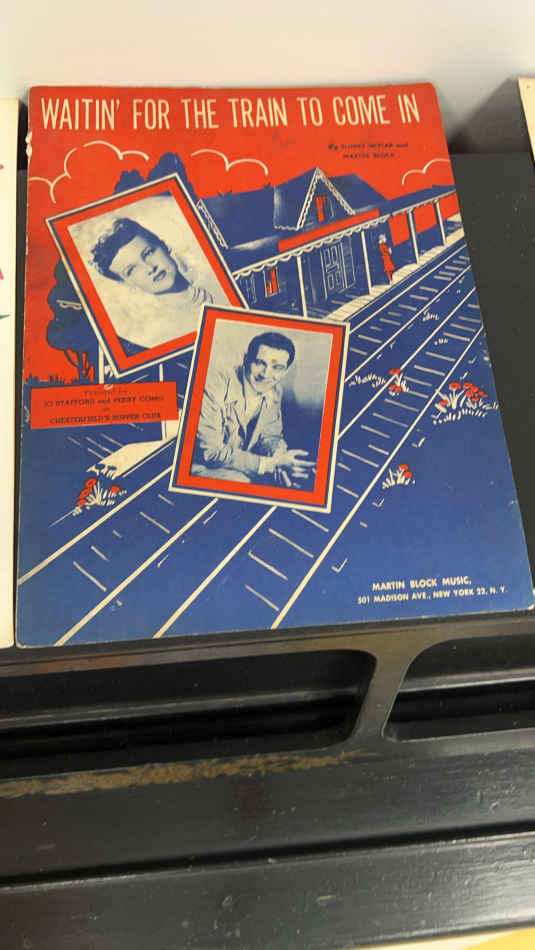 WAITIN' FOR THE TRAIN TO COME IN
By SUNNY SKYLAR and
MARTIN BLOCK
Featured by
JO STAFFORD and PERRY COMO
on
CHESTERFIELD'S SUPPER CLUB
MARTIN BLOCK MUSIC,
501 MADISON AVE., NEW YORK 22, N. Y.